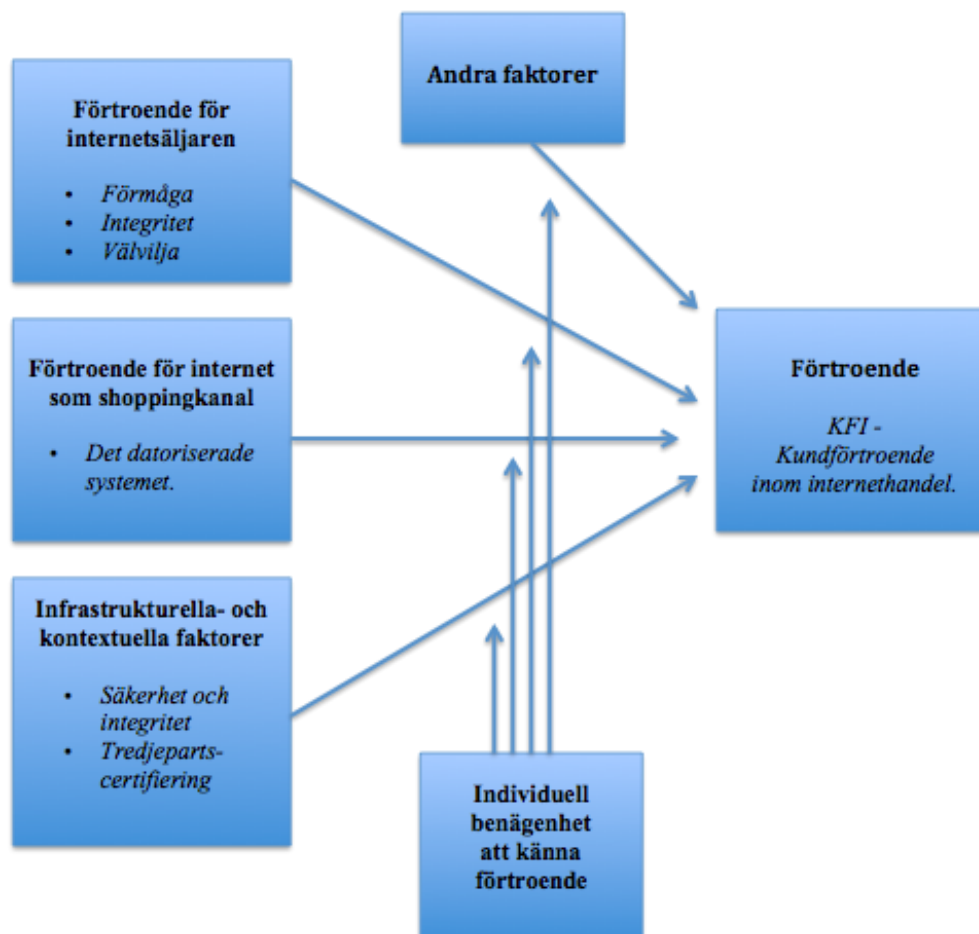 Förtroende för
internetsäljaren
• Förmåga
• Integritet
• Välvilja
Andra faktorer
Förtroende för internet
som shoppingkanal
• Det datoriserade
systemet.
Förtroende
KFI -
Kundförtroende
inom internethandel.
Infrastrukturella- och
kontextuella faktorer
• Säkerhet och
integritet
• Tredjeparts-
certifiering
Individuell
benägenhet
att känna
förtroende